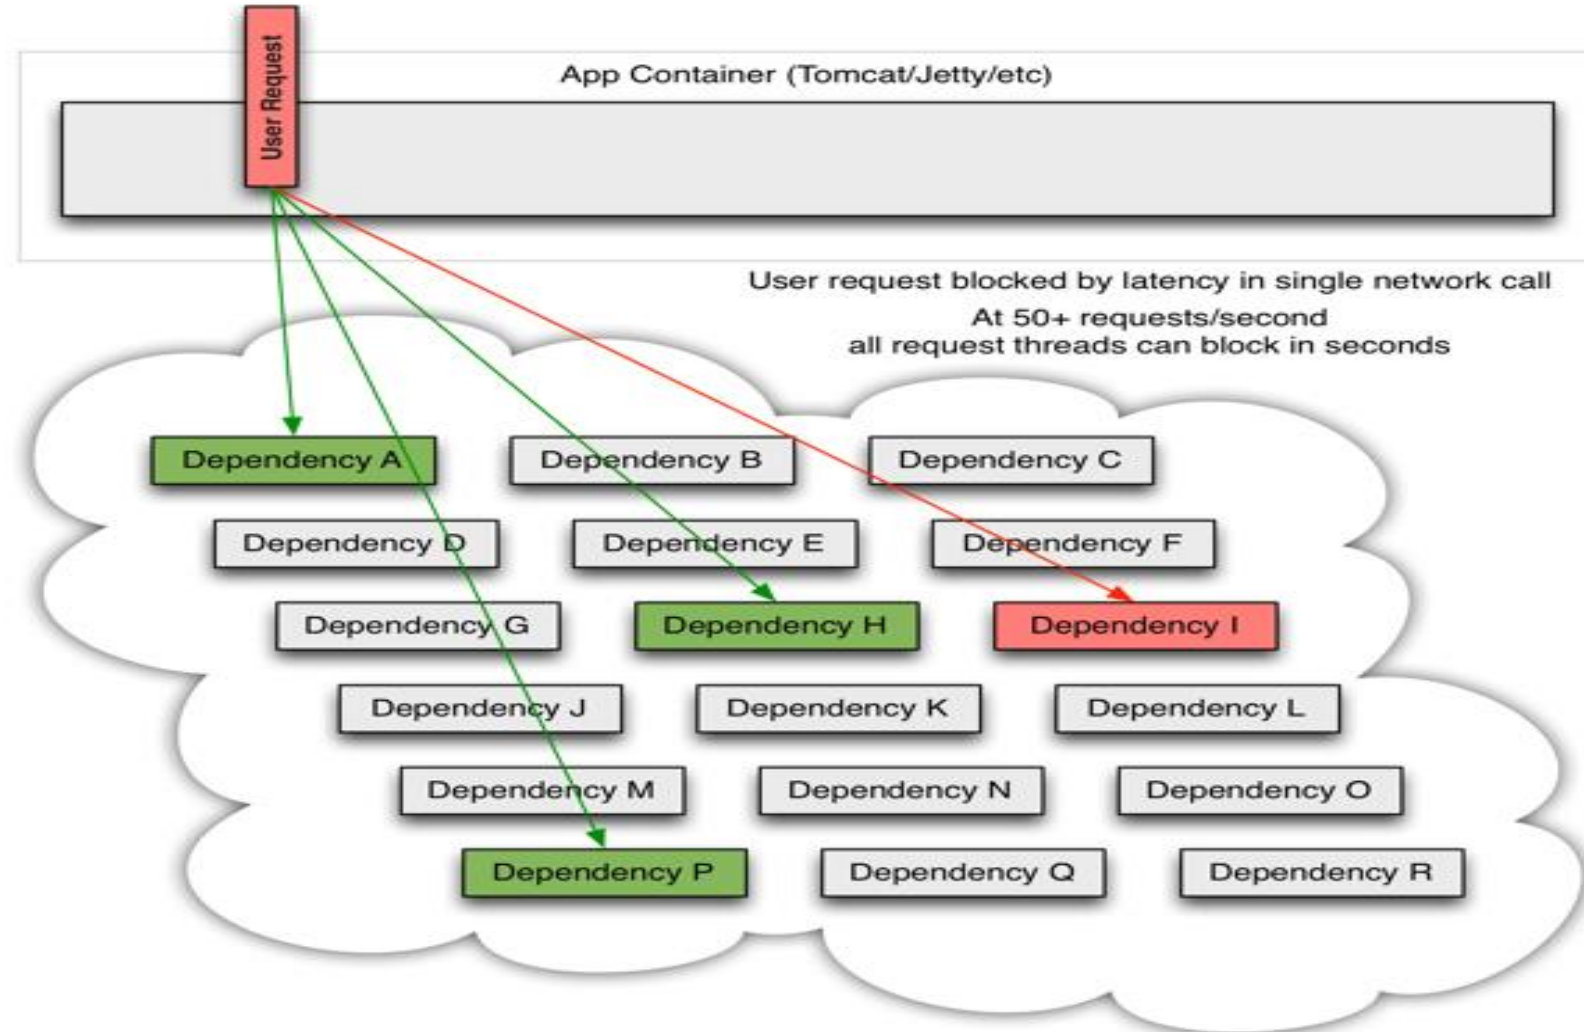 User Request
App Container (Tomcat/Jetty/etc)
User request blocked by latency in single network call
At 50+ requests/second
all request threads can block in seconds
Dependency A
Dependency B
Dependency C
Dependency D
Dependency E
Dependency F
Dependency G
Dependency H
Dependency I
Dependency J
Dependency K
Dependency L
Dependency M
Dependency N
Dependency O
Dependency P
Dependency Q
Dependency R